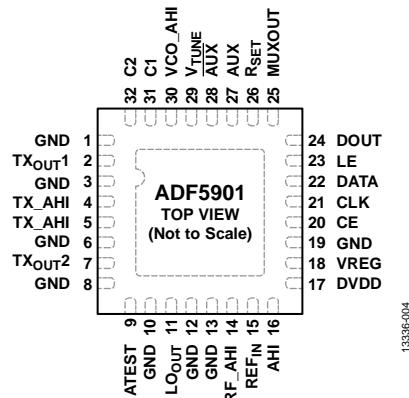 32 C2
31 C1
30 VCO_AHI
29 VTUNE
28 AUX
27 AUX
26 RSET
25 MUXOUT
GND 1
TXOUT1 2
GND 3
TX_AHI 4
TX_AHI 5
GND 6
TXOUT2 7
GND 8
ADF5901
TOP VIEW
(Not to Scale)
24 DOUT
23 LE
22 DATA
21 CLK
20 CE
19 GND
18 VREG
17 DVDD
ATEST 9
GND 10
LOOUT 11
GND 12
GND 13
RF_AHI 14
REFIN 15
AHI 16
13336-004